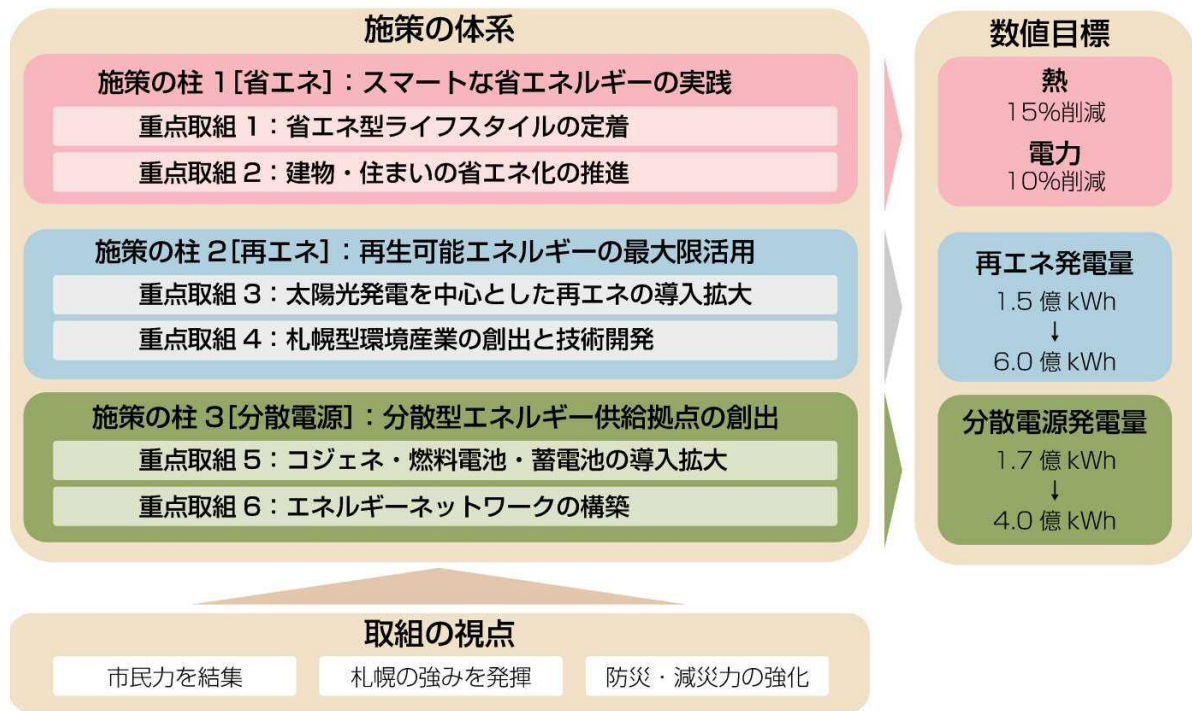 施策の体系
施策の柱 1[省エネ]：スマートな省エネルギーの実践
重点取組 1：省エネ型ライフスタイルの定着
重点取組 2：建物・住まいの省エネ化の推進
施策の柱 2[再エネ]：再生可能エネルギーの最大限活用
重点取組 3：太陽光発電を中心とした再エネの導入拡大
重点取組 4：札幌型環境産業の創出と技術開発
施策の柱 3[分散電源]：分散型エネルギー供給拠点の創出
重点取組 5：コジェネ・燃料電池・蓄電池の導入拡大
重点取組 6：エネルギーネットワークの構築
数値目標
熱
15%削減
電力
10%削減
再エネ発電量
1.5 億 kWh
↓
6.0 億 kWh
分散電源発電量
1.7 億 kWh
↓
4.0 億 kWh
取組の視点
市民力を結集
札幌の強みを発揮
防災・減災力の強化